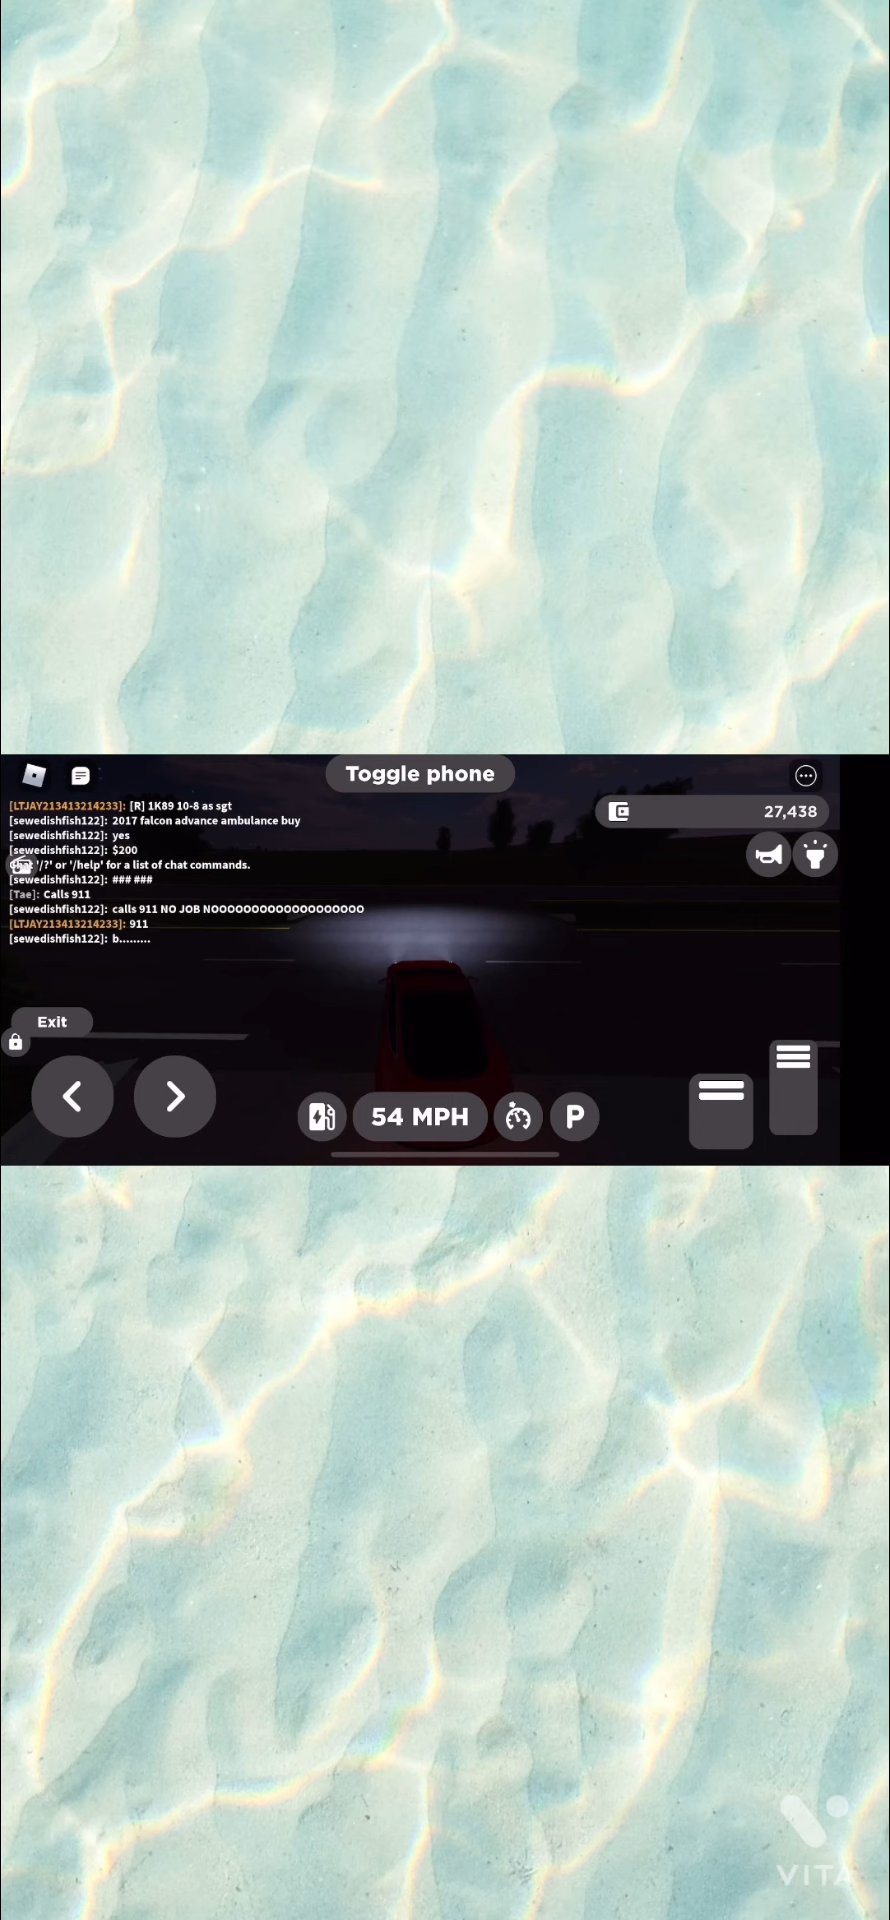 Toggle phone
27,438
[LTJAY213413214233]: [R] 1K89 10-8 as sgt
[sewedishfish122]: 2017 falcon advance ambulance buy
[sewedishfish122]: yes
[sewedishfish122]: $200
'/?' or '/help' for a list of chat commands.
[sewedishfish122]: ### ###
[Tae]: Calls 911
[sewedishfish122]: calls 911 NO JOB NOOOOOOOOOOOOOOOOOOO
[LTJAY213413214233]: 911
[sewedishfish122]: b.........
Exit
54 MPH
P
VITA